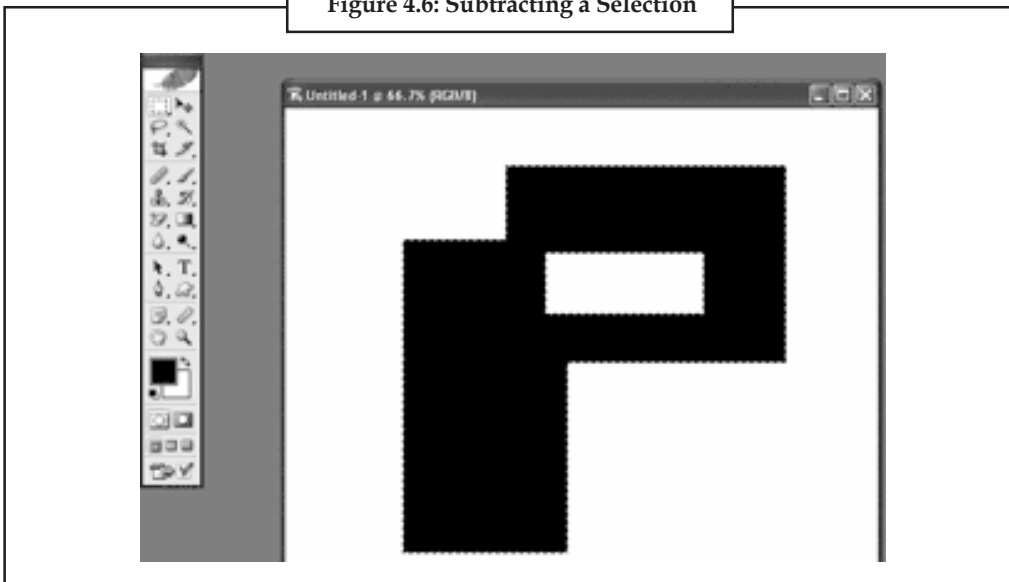 Figure 4.6: Subtracting a Selection
Untitled-1 @ 66.7% (RGB/8)
T